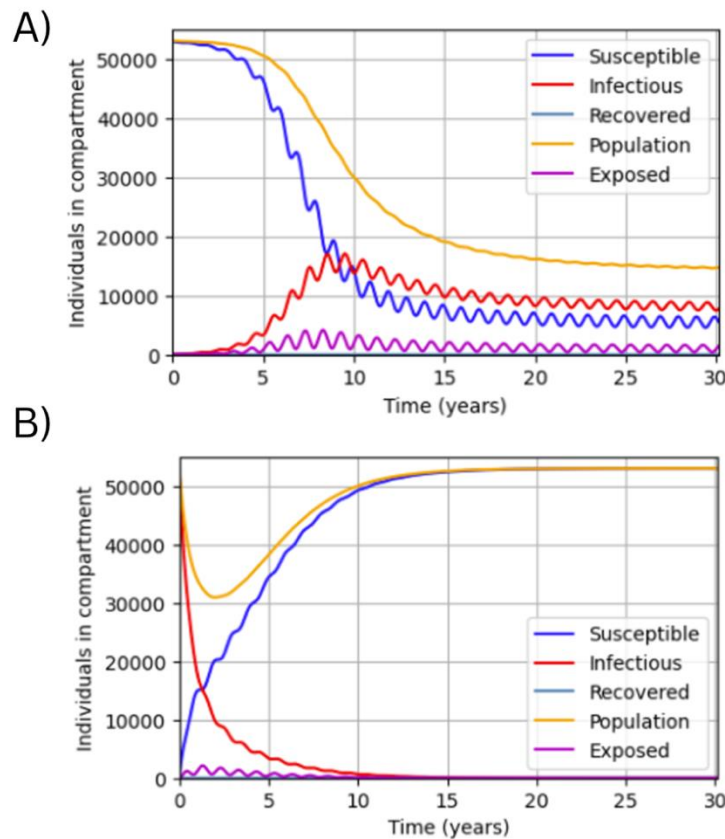 A)
Individuals in compartment
50000
40000
30000
20000
10000
0
Susceptible
Infectious
Recovered
Population
Exposed
0 5 10 15 20 25 30
Time (years)
B)
Individuals in compartment
50000
40000
30000
20000
10000
0
Susceptible
Infectious
Recovered
Population
Exposed
0 5 10 15 20 25 30
Time (years)